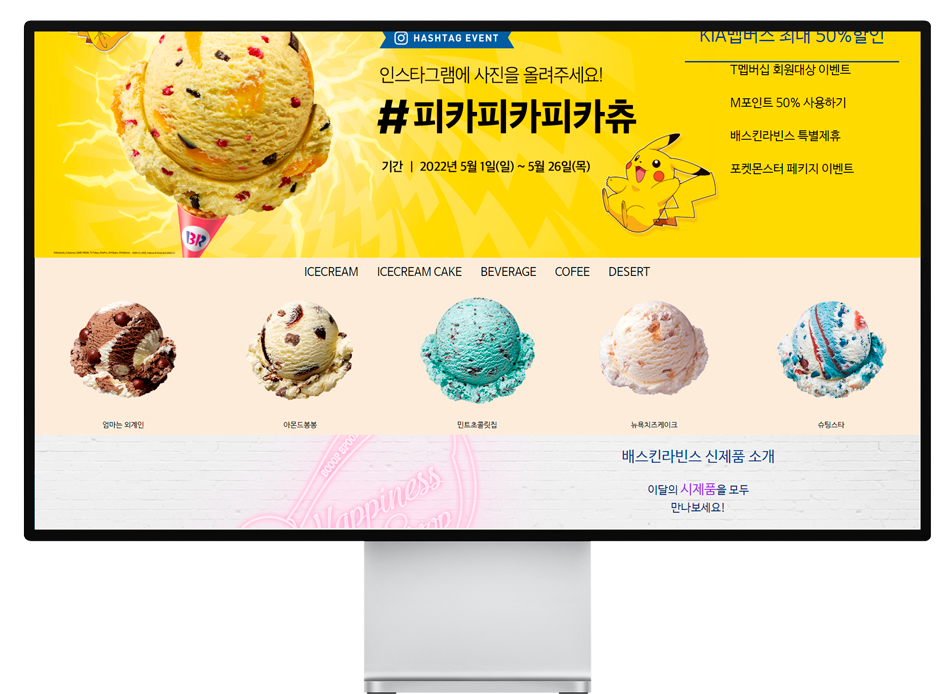 HASHTAG EVENT
인스타그램에 사진을 올려주세요!
#피카피카피카츄
기간 | 2022년 5월 1일(일) ~ 5월 26일(목)
BR
KIA멤버스 최대 50%할인
T멤버십 회원대상 이벤트
M포인트 50% 사용하기
배스킨라빈스 특별제휴
포켓몬스터 페키지 이벤트
ICECREAM ICECREAM CAKE BEVERAGE COFEE DESERT
엄마는 외계인 아몬드봉봉 민트초콜릿칩 뉴욕치즈케이크 슈팅스타
Happiness
배스킨라빈스 신제품 소개
이달의 시제품을 모두
만나보세요!